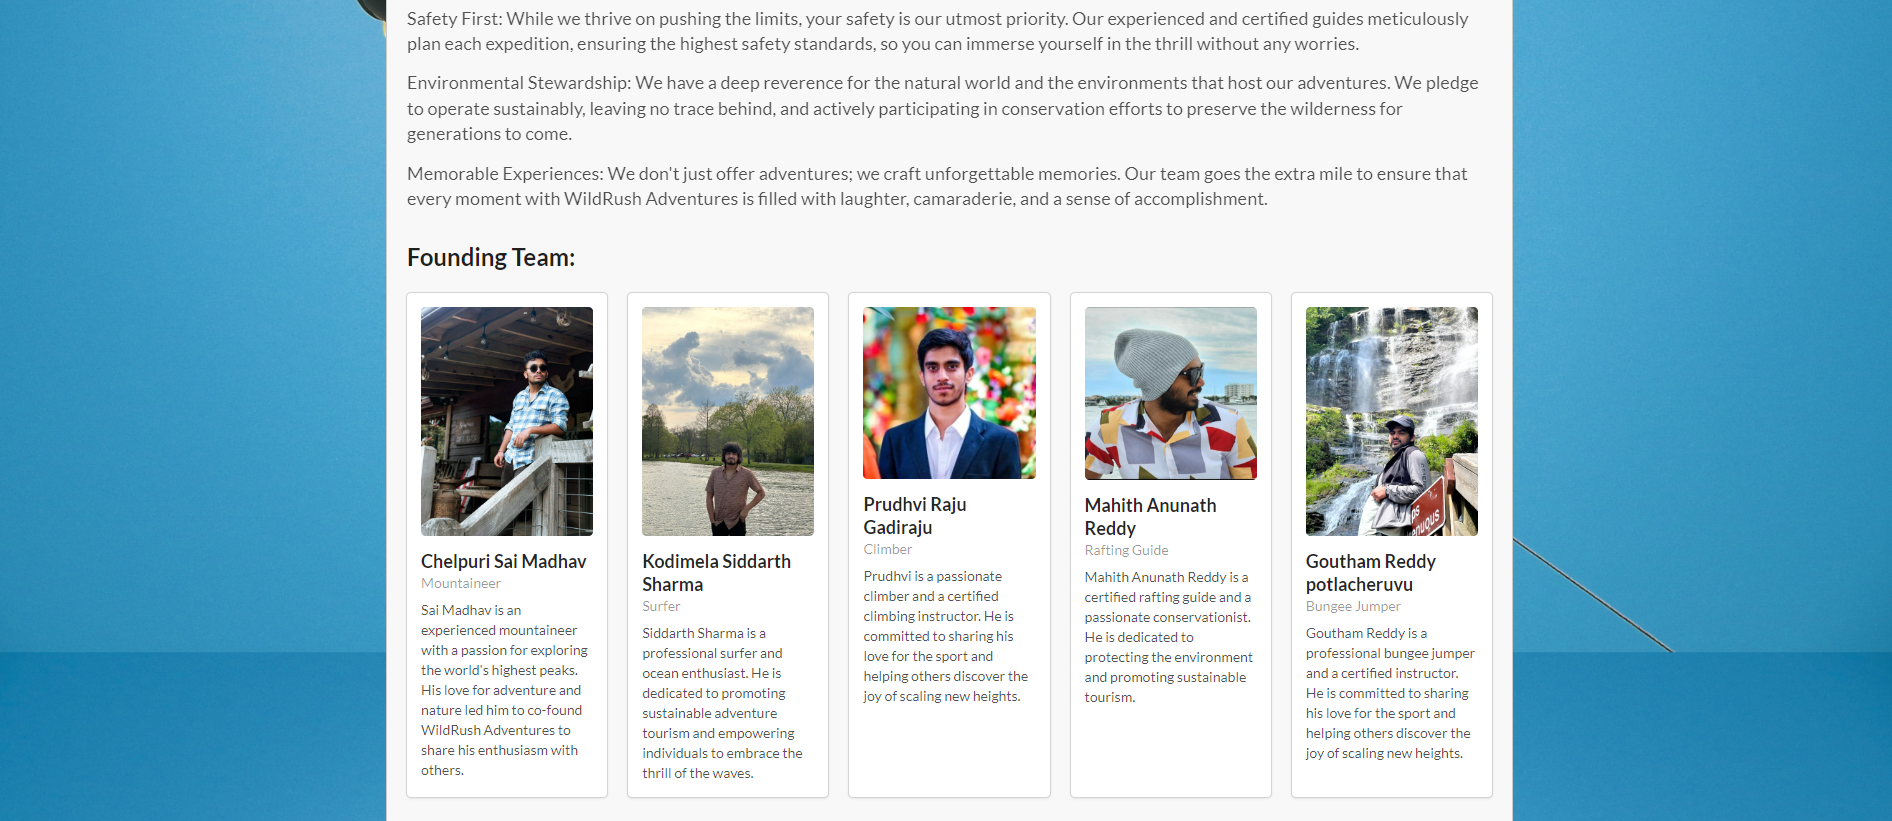 Safety First: While we thrive on pushing the limits, your safety is our utmost priority. Our experienced and certified guides meticulously
plan each expedition, ensuring the highest safety standards, so you can immerse yourself in the thrill without any worries.
Environmental Stewardship: We have a deep reverence for the natural world and the environments that host our adventures. We pledge
to operate sustainably, leaving no trace behind, and actively participating in conservation efforts to preserve the wilderness for
generations to come.
Memorable Experiences: We don't just offer adventures; we craft unforgettable memories. Our team goes the extra mile to ensure that
every moment with WildRush Adventures is filled with laughter, camaraderie, and a sense of accomplishment.
Founding Team:
Chelpuri Sai Madhav
Mountaineer
Sai Madhav is an
experienced mountaineer
with a passion for exploring
the world's highest peaks.
His love for adventure and
nature led him to co-found
WildRush Adventures to
share his enthusiasm with
others.
Kodimela Siddarth
Sharma
Surfer
Siddarth Sharma is a
professional surfer and
ocean enthusiast. He is
dedicated to promoting
sustainable adventure
tourism and empowering
individuals to embrace the
thrill of the waves.
Prudhvi Raju
Gadiraju
Climber
Prudhvi is a passionate
climber and a certified
climbing instructor. He is
committed to sharing his
love for the sport and
helping others discover the
joy of scaling new heights.
Mahith Anunath
Reddy
Rafting Guide
Mahith Anunath Reddy is a
certified rafting guide and a
passionate conservationist.
He is dedicated to
protecting the environment
and promoting sustainable
tourism.
Goutham Reddy
potlacheruvu
Bungee Jumper
Goutham Reddy is a
professional bungee jumper
and a certified instructor.
He is committed to sharing
his love for the sport and
helping others discover the
joy of scaling new heights.